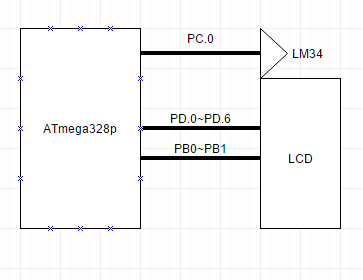 PC.0
LM34
PD.0~PD.6
ATmega328p
PB0~PB1
LCD